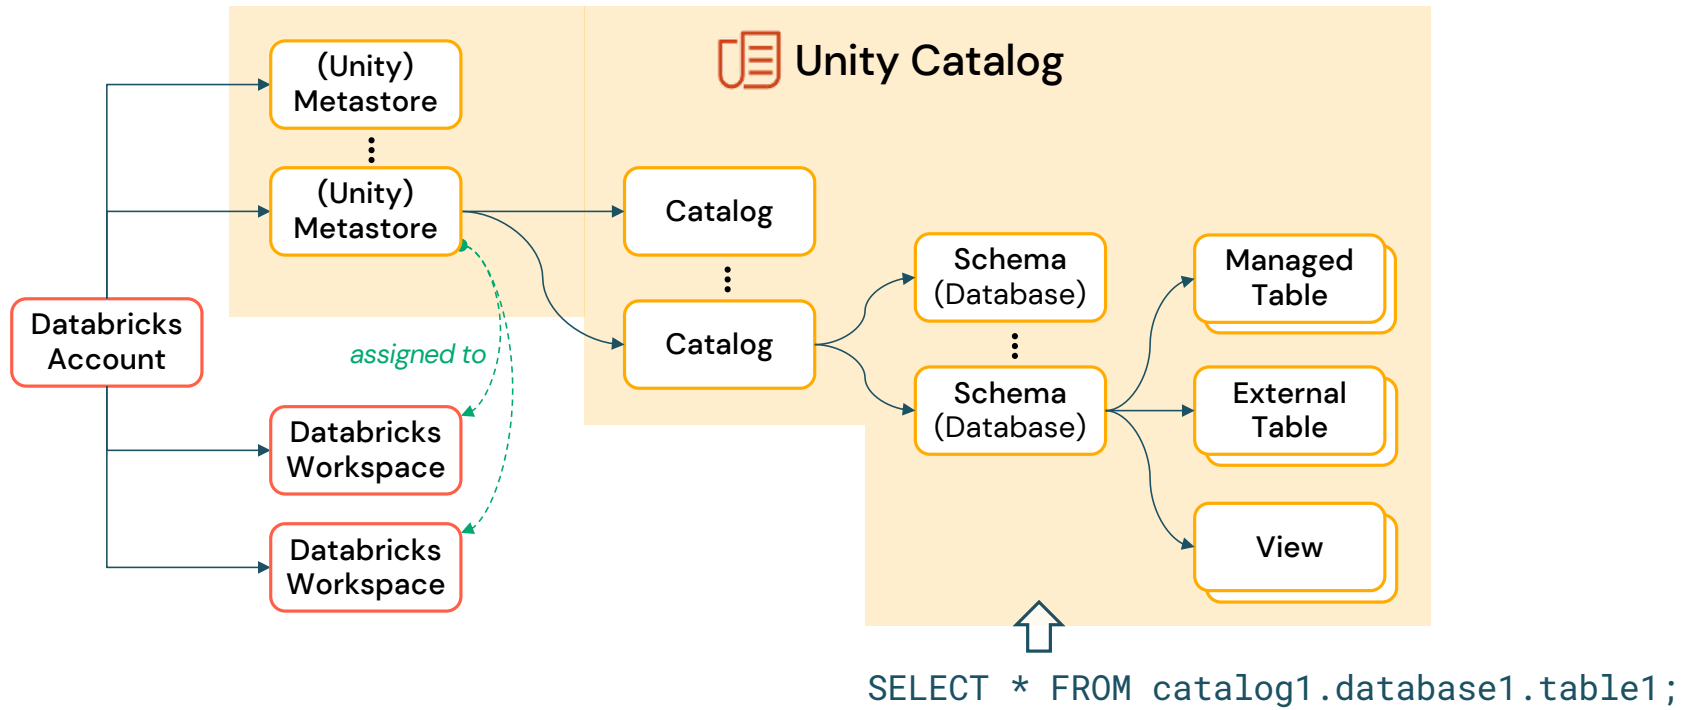 Unity Catalog
(Unity)
Metastore
(Unity)
Metastore
Catalog
Catalog
Schema
(Database)
Schema
(Database)
Managed
Table
External
Table
View
Databricks
Account
assigned to
Databricks
Workspace
Databricks
Workspace
SELECT * FROM catalog1.database1.table1;